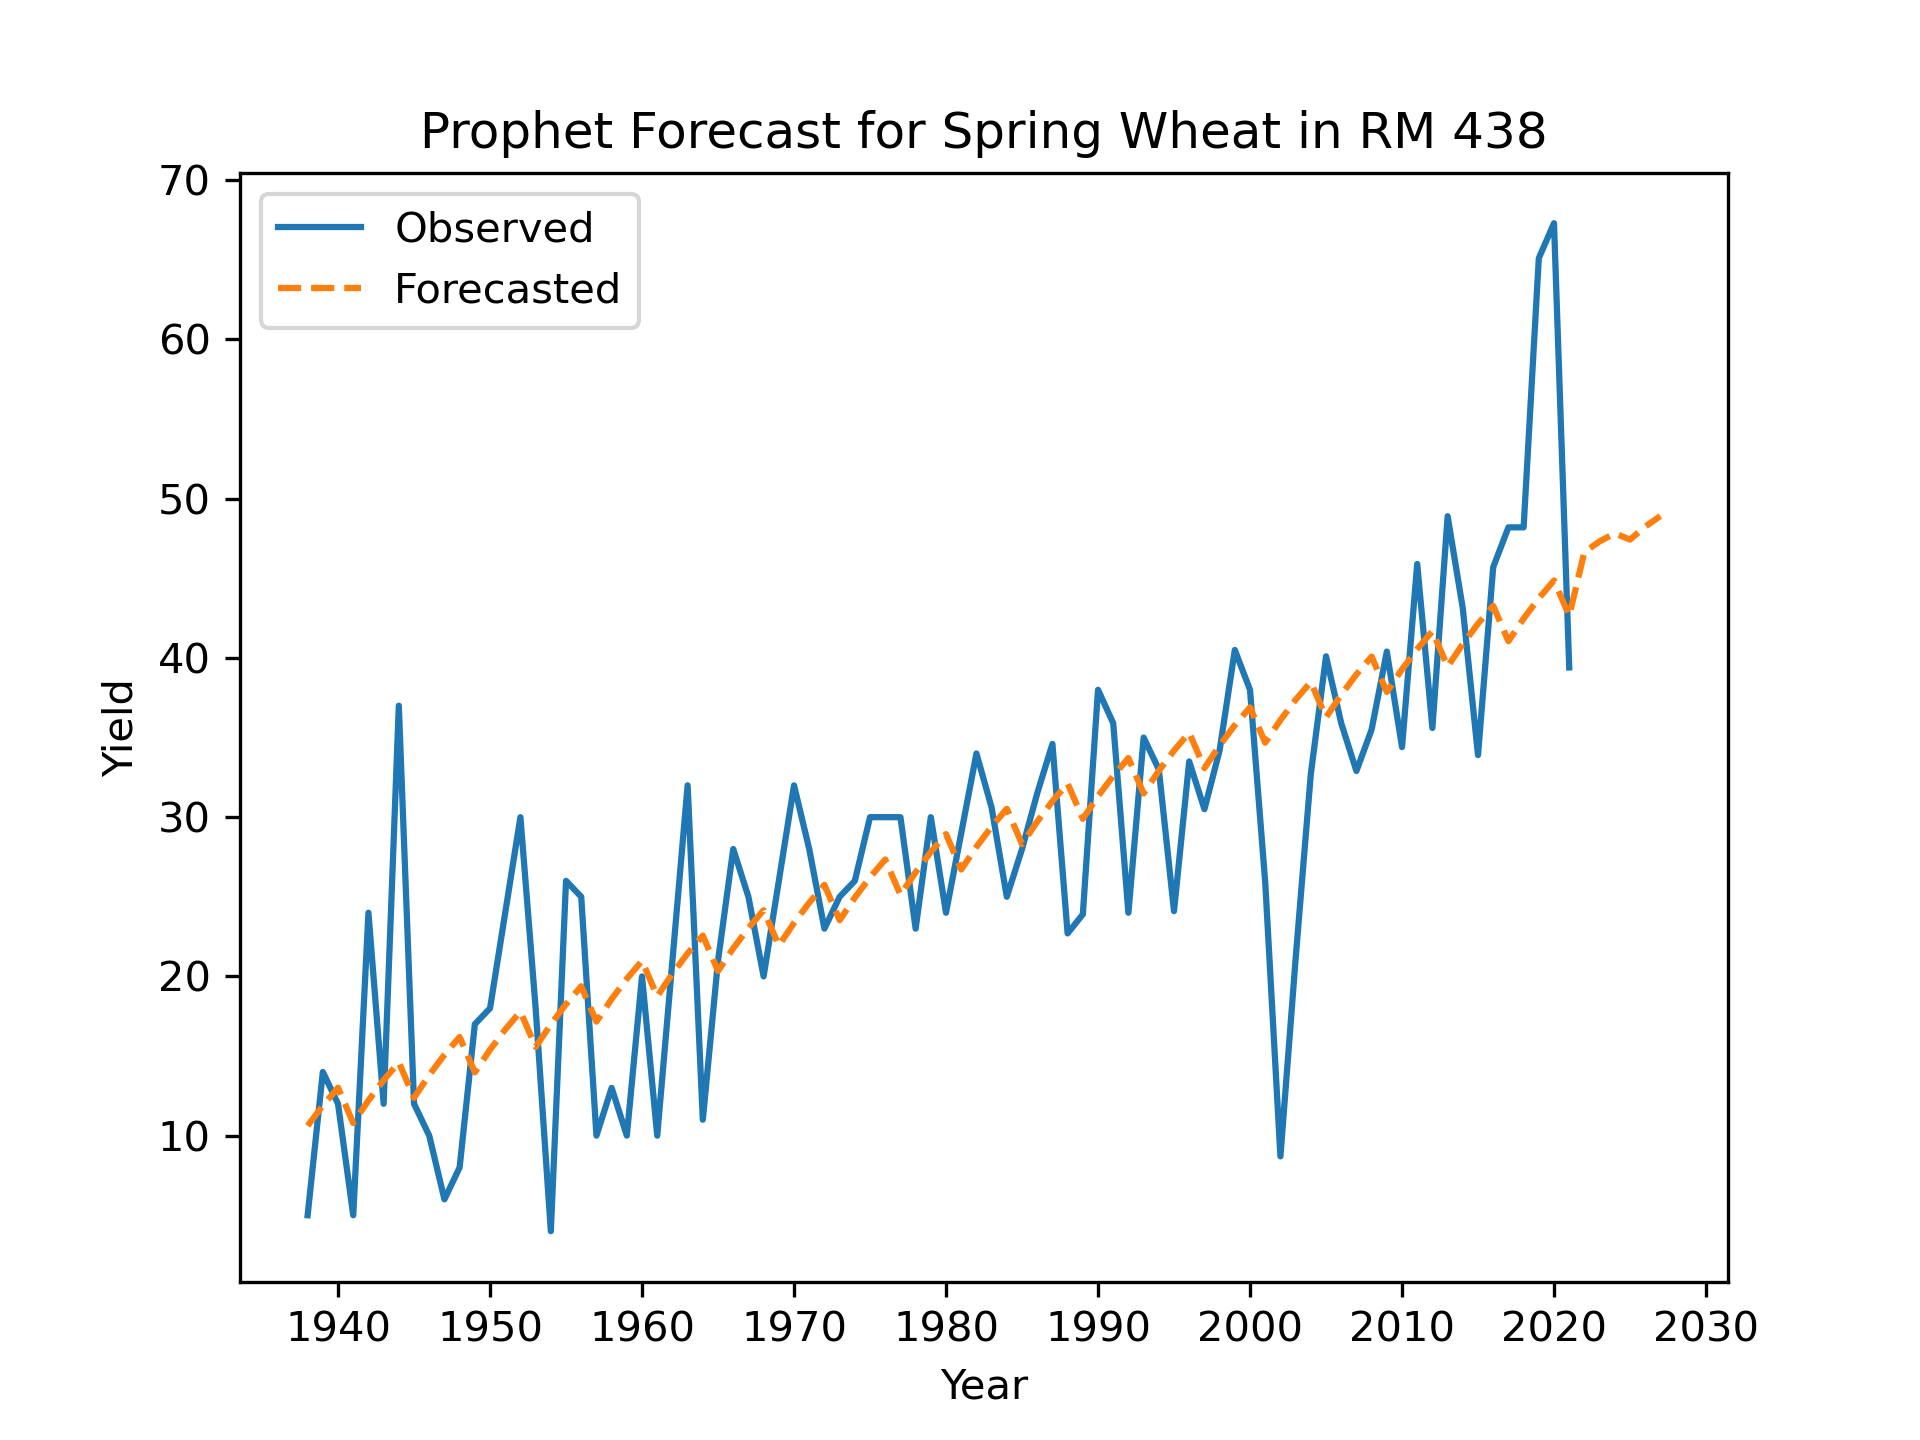 Prophet Forecast for Spring Wheat in RM 438
70
60
50
40
30
20
10
Yield
Observed
Forecasted
1940 1950 1960 1970 1980 1990 2000 2010 2020 2030
Year